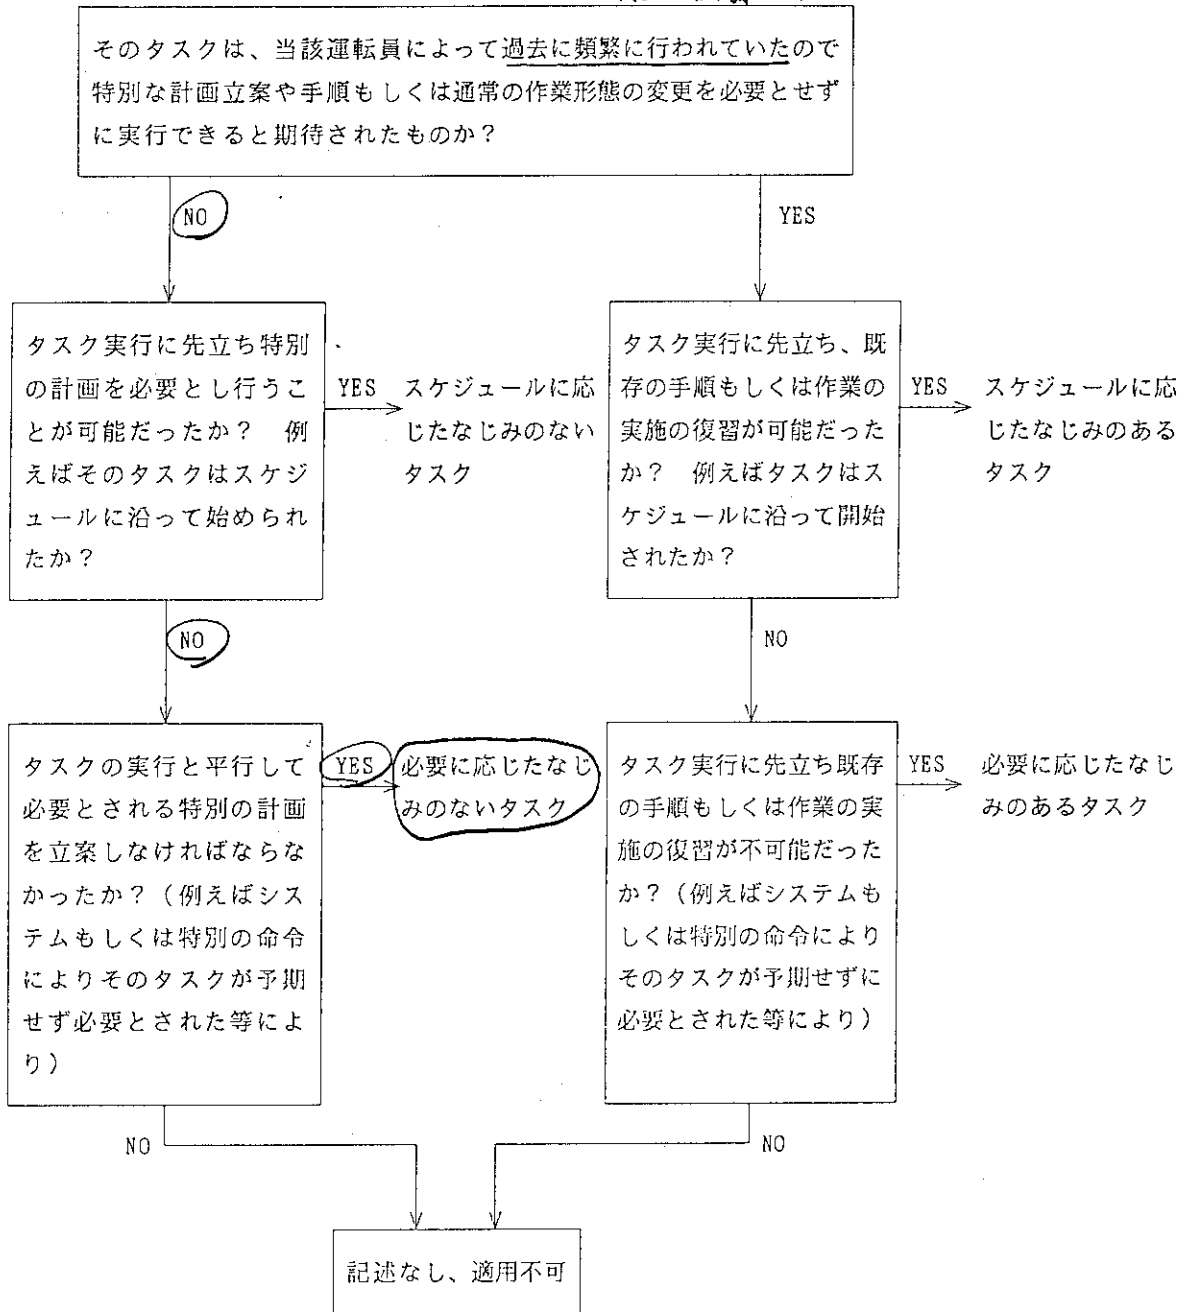 そのタスクは、当該運転員によって過去に頻繁に行われていたので
特別な計画立案や手順もしくは通常の作業形態の変更を必要とせず
に実行できると期待されたものか？
NO
YES
タスク実行に先立ち特別
の計画を必要とし行うこ
とが可能だったか？　例
えばそのタスクはスケジ
ュールに沿って始められ
たか？
YES
スケジュールに応
じたなじみのない
タスク
タスク実行に先立ち、既
存の手順もしくは作業の
実施の復習が可能だった
か？　例えばタスクはス
ケジュールに沿って開始
されたか？
YES
スケジュールに応
じたなじみのある
タスク
NO
NO
タスクの実行と平行して
必要とされる特別の計画
を立案しなければならな
かったか？（例えばシス
テムもしくは特別の命令
によりそのタスクが予期
せず必要とされた等によ
り）
YES
必要に応じたなじ
みのないタスク
タスク実行に先立ち既存
の手順もしくは作業の実
施の復習が不可能だった
か？（例えばシステムも
しくは特別の命令により
そのタスクが予期せずに
必要とされた等により）
YES
必要に応じたなじ
みのあるタスク
NO
NO
記述なし、適用不可